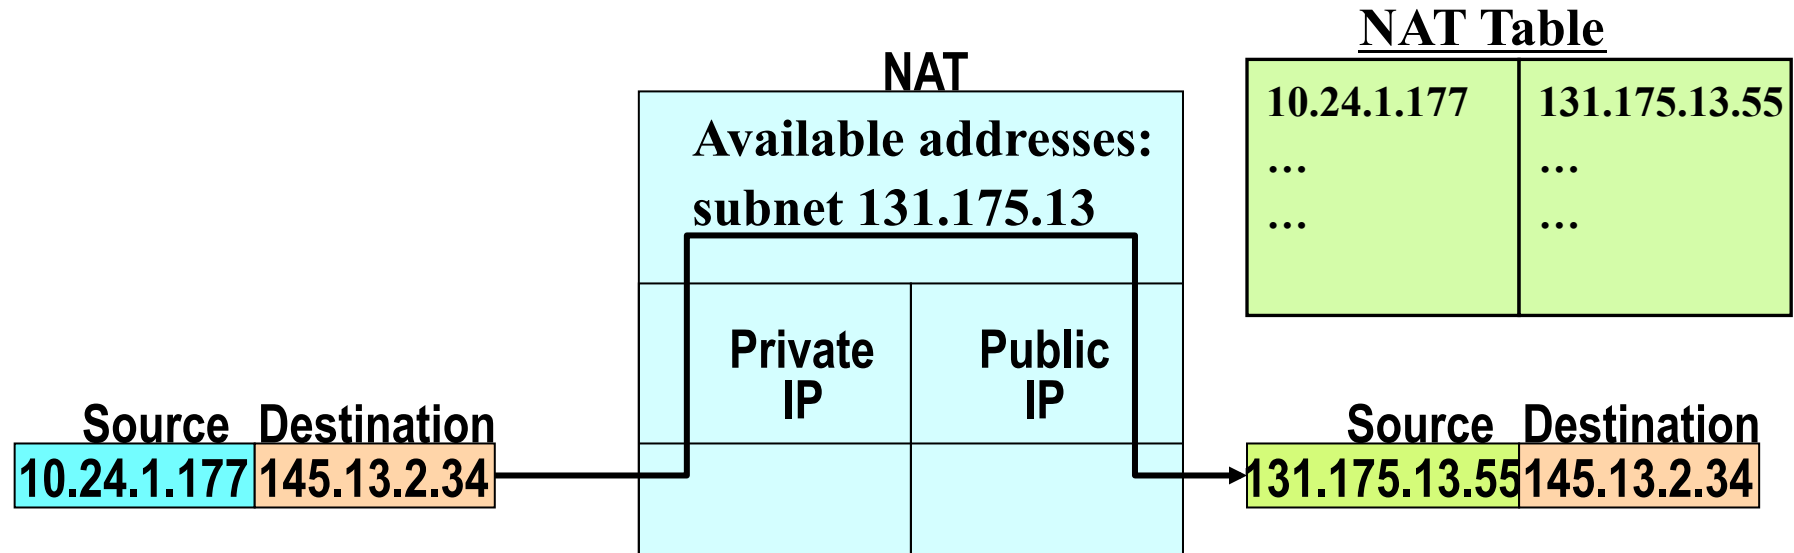 NAT Table
10.24.1.177 131.175.13.55
... ...
... ...
NAT
Available addresses:
subnet 131.175.13
Private
IP
Public
IP
Source Destination
10.24.1.177 145.13.2.34
Source Destination
131.175.13.55 145.13.2.34